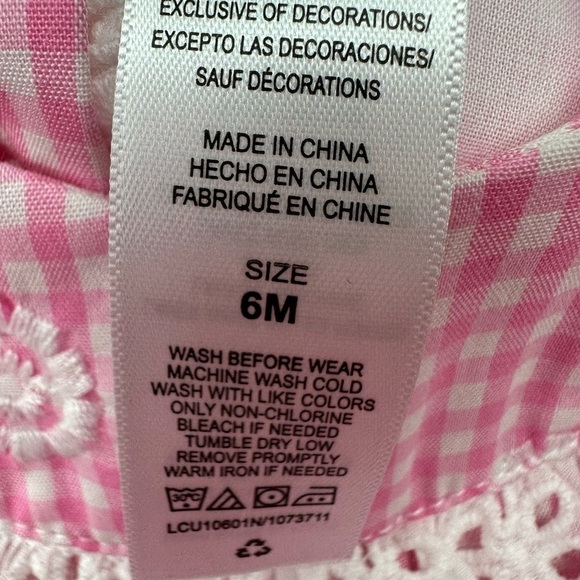 EXCLUSIVE OF DECORATIONS/
EXCEPTO LAS DECORACIONES/
SAUF DÉCORATIONS
MADE IN CHINA
HECHO EN CHINA
FABRIQUÉ EN CHINE
SIZE
6M
WASH BEFORE WEAR
MACHINE WASH COLD
WASH WITH LIKE COLORS
ONLY NON-CHLORINE
BLEACH IF NEEDED
TUMBLE DRY LOW
REMOVE PROMPTLY
WARM IRON IF NEEDED
30°C
LCU10601N/1073711